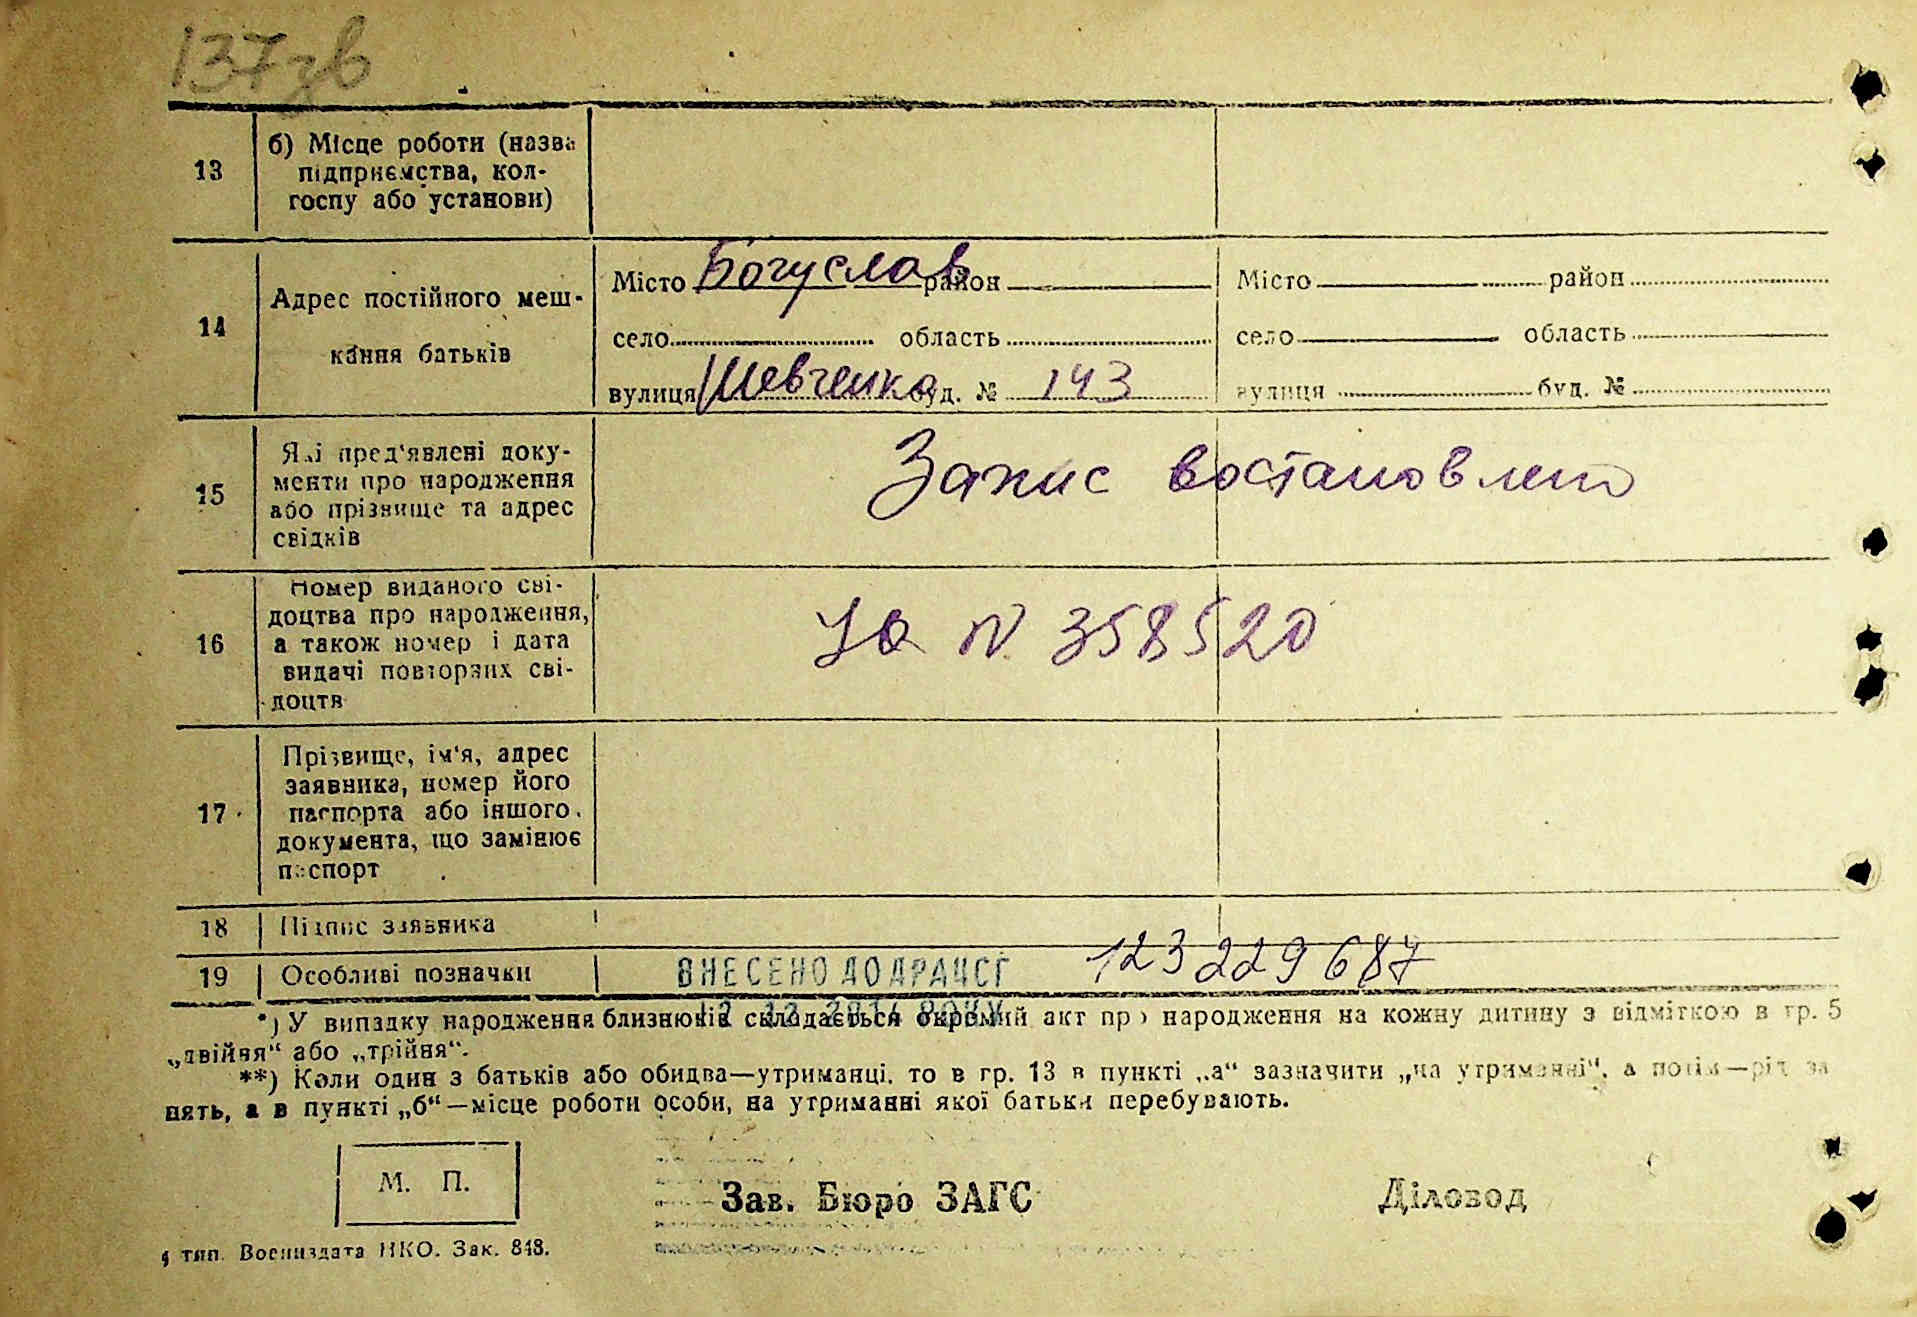 137зв
13 б) Місце роботи (назва
підприємства, кол-
госпу або установи)
14 Адрес постійного меш-
кання батьків
Місто Богуслав район Місто район
село область село область
вулиця Шевченка буд. № 143 вулиця буд. №
15 Які пред'явлені доку-
менти про народження
або прізвище та адрес
свідків
Запис востановлено
16 Номер виданого сві-
доцтва про народження,
а також номер і дата
видачі повторних сві-
доцтв
N 358520
17 Прізвище, ім'я, адрес
заявника, номер його
паспорта або іншого
документа, що замінює
паспорт
18 Підпис заявника
19 Особливі позначки ВНЕСЕНО ДО ДРАЦСГ 123229687
12 12
*) У випадку народження близнюків складається окремий акт про народження на кожну дитину з відміткою в гр. 5
„двійня“ або „трійня“.
**) Коли один з батьків або обидва—утриманці, то в гр. 13 в пункті „а“ зазначити „на утриманні“, а потім—рід за
нять, а в пункті „б“—місце роботи особи, на утриманні якої батьки перебувають.
М. П. Зав. Бюро ЗАГС Діловод
тип. Воениздата НКО. Зак. 848.